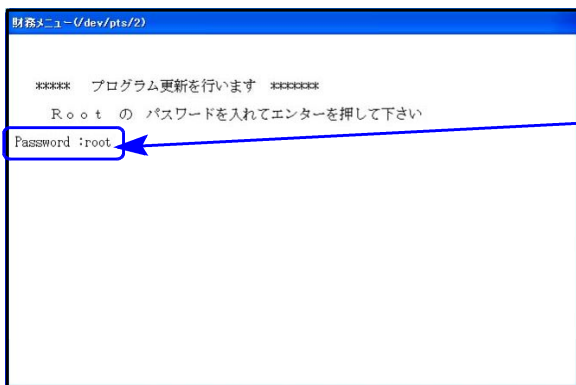 財務メニュー(/dev/pts/2)
***** プログラム更新を行います *******
Ｒｏｏｔ の パスワードを入れてエンターを押して下さい
Password :root